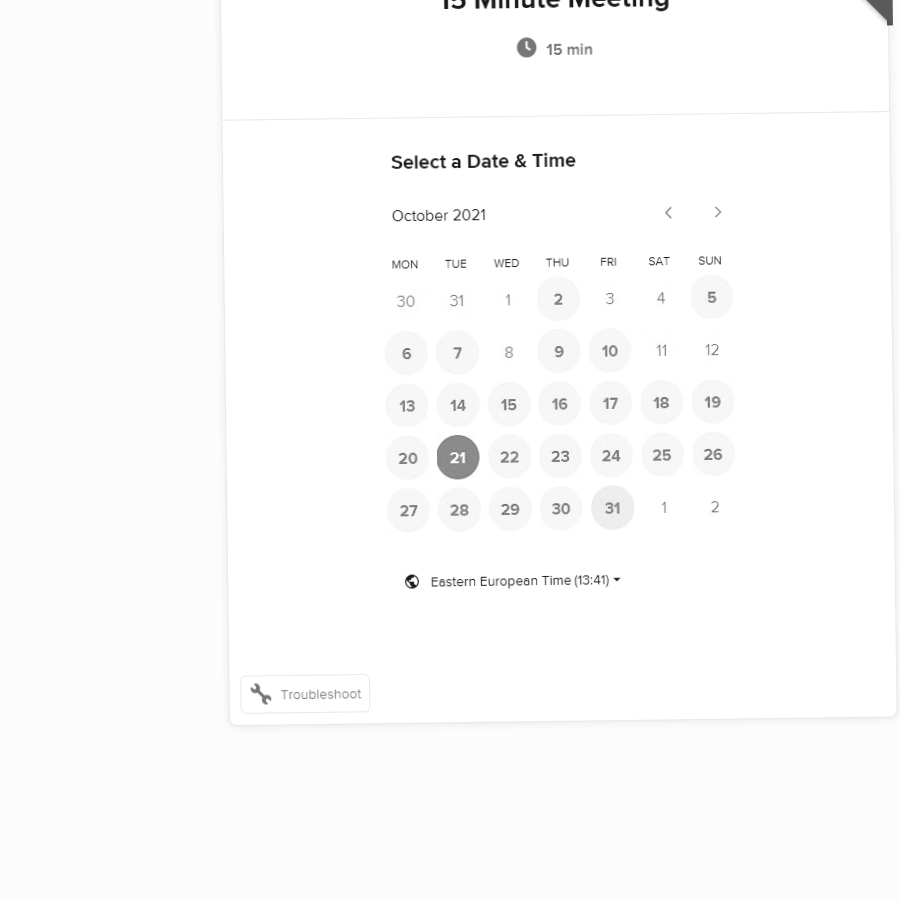 15 Minute Meeting
15 min
Select a Date & Time
October 2021
MON TUE WED THU FRI SAT SUN
30 31 1 2 3 4 5
6 7 8 9 10 11 12
13 14 15 16 17 18 19
20 21 22 23 24 25 26
27 28 29 30 31 1 2
Eastern European Time (13:41)
Troubleshoot